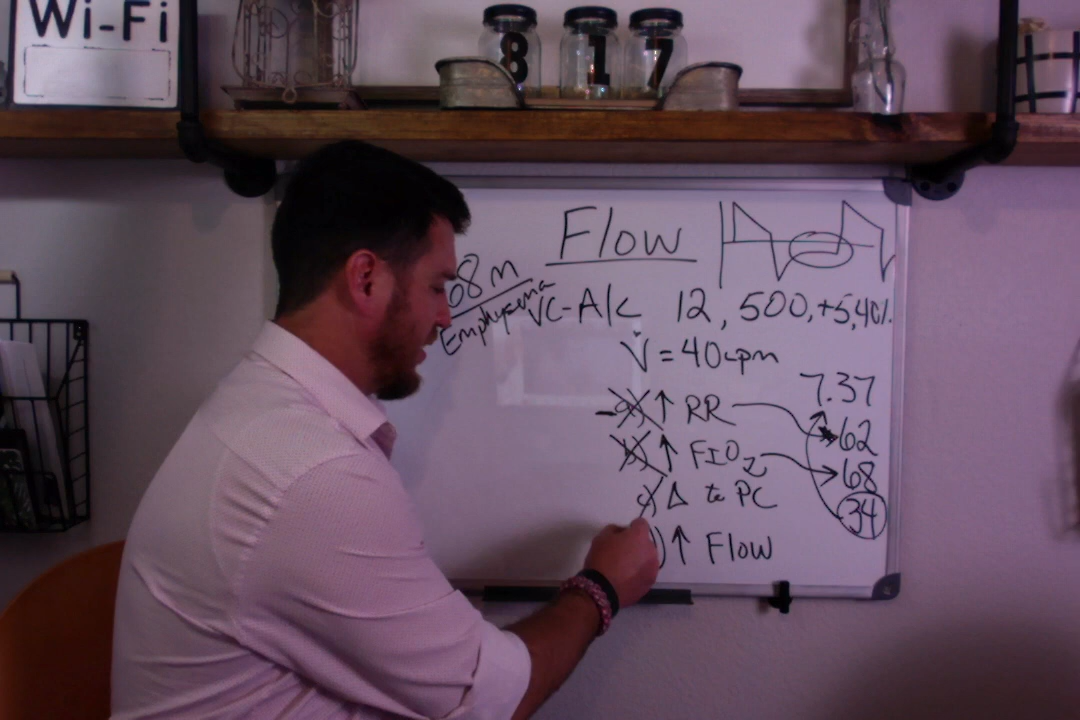 Wi-Fi
8 1 7
Flow
68 m
Emphysema
VC-A/C 12, 500, +5, 40%
V = 40 LPM
a) ↑ RR
b) ↑ FIO2
c) Δ to PC
) ↑ Flow
7.37
62
68
34